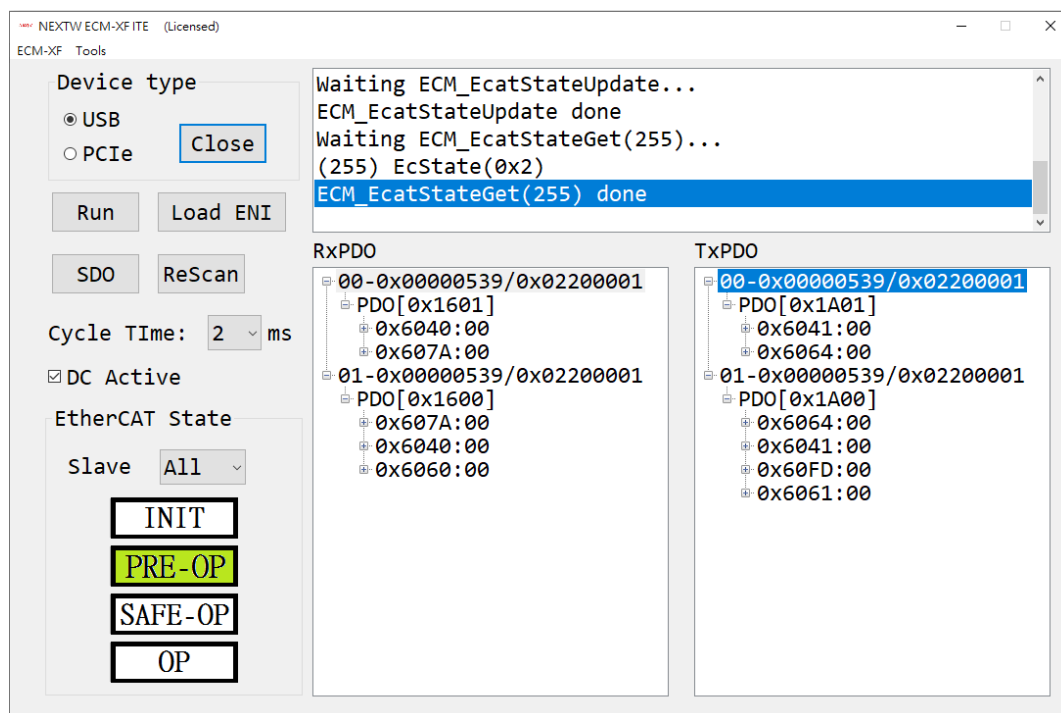 NEXTW ECM-XF ITE (Licensed)
ECM-XF Tools
Device type
USB
PCIe
Close
Run
Load ENI
SDO
ReScan
Cycle TIme: 2 ms
DC Active
EtherCAT State
Slave All
INIT
PRE-OP
SAFE-OP
OP
Waiting ECM_EcatStateUpdate...
ECM_EcatStateUpdate done
Waiting ECM_EcatStateGet(255)...
(255) EcState(0x2)
ECM_EcatStateGet(255) done
RxPDO
00-0x00000539/0x02200001
PDO[0x1601]
0x6040:00
0x607A:00
01-0x00000539/0x02200001
PDO[0x1600]
0x607A:00
0x6040:00
0x6060:00
TxPDO
00-0x00000539/0x02200001
PDO[0x1A01]
0x6041:00
0x6064:00
01-0x00000539/0x02200001
PDO[0x1A00]
0x6064:00
0x6041:00
0x60FD:00
0x6061:00